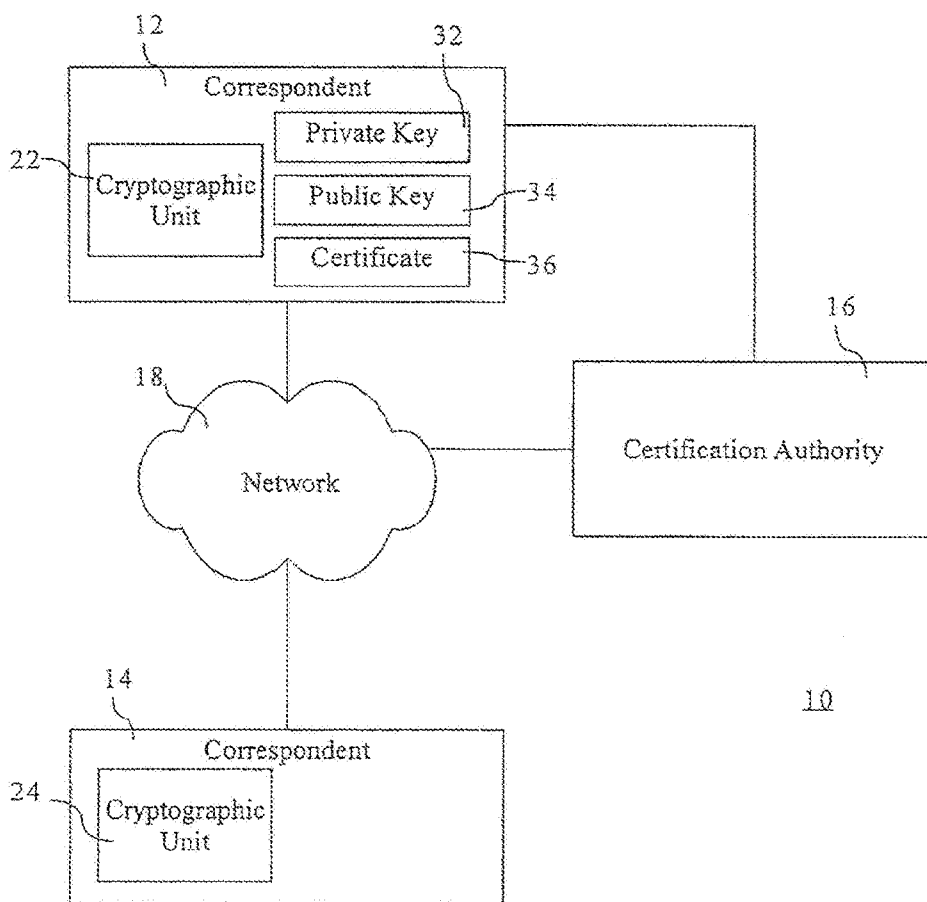 12
32
Correspondent
Private Key
22
Cryptographic
Unit
Public Key
34
Certificate
36
16
18
Certification Authority
Network
10
14
Correspondent
24
Cryptographic
Unit